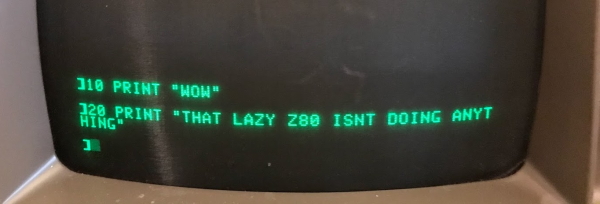 ]10 PRINT "WOW"
]20 PRINT "THAT LAZY Z80 ISNT DOING ANYT
HING"
]